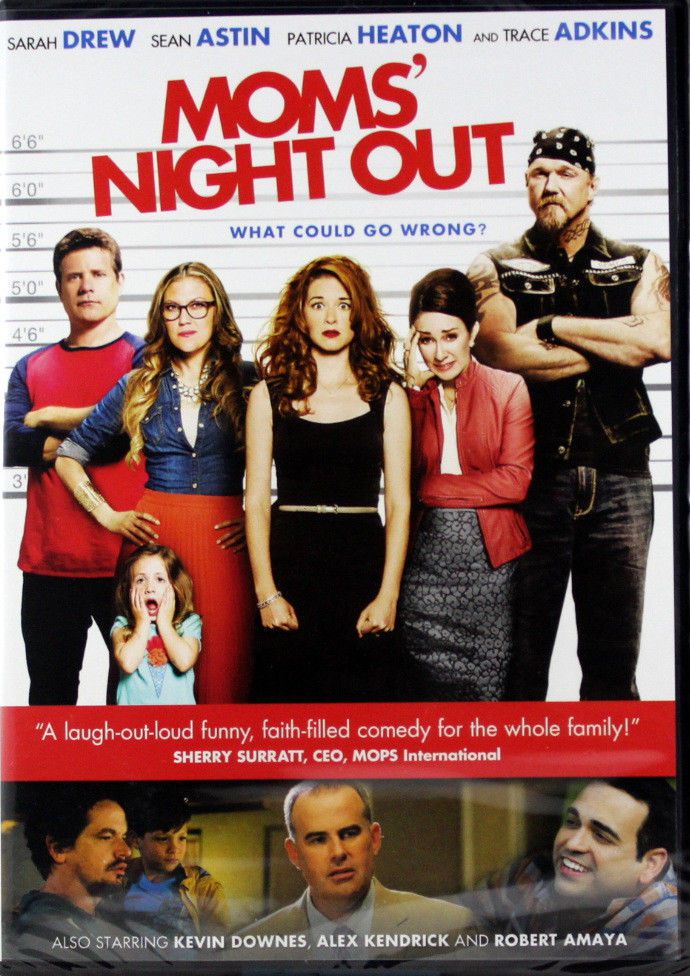 SARAH DREW SEAN ASTIN PATRICIA HEATON AND TRACE ADKINS
MOMS'
NIGHT OUT
WHAT COULD GO WRONG?
6'6"
6'0"
5'6"
5'0"
4'6"
3'
"A laugh-out-loud funny, faith-filled comedy for the whole family!"
SHERRY SURRATT, CEO, MOPS International
ALSO STARRING KEVIN DOWNES, ALEX KENDRICK AND ROBERT AMAYA